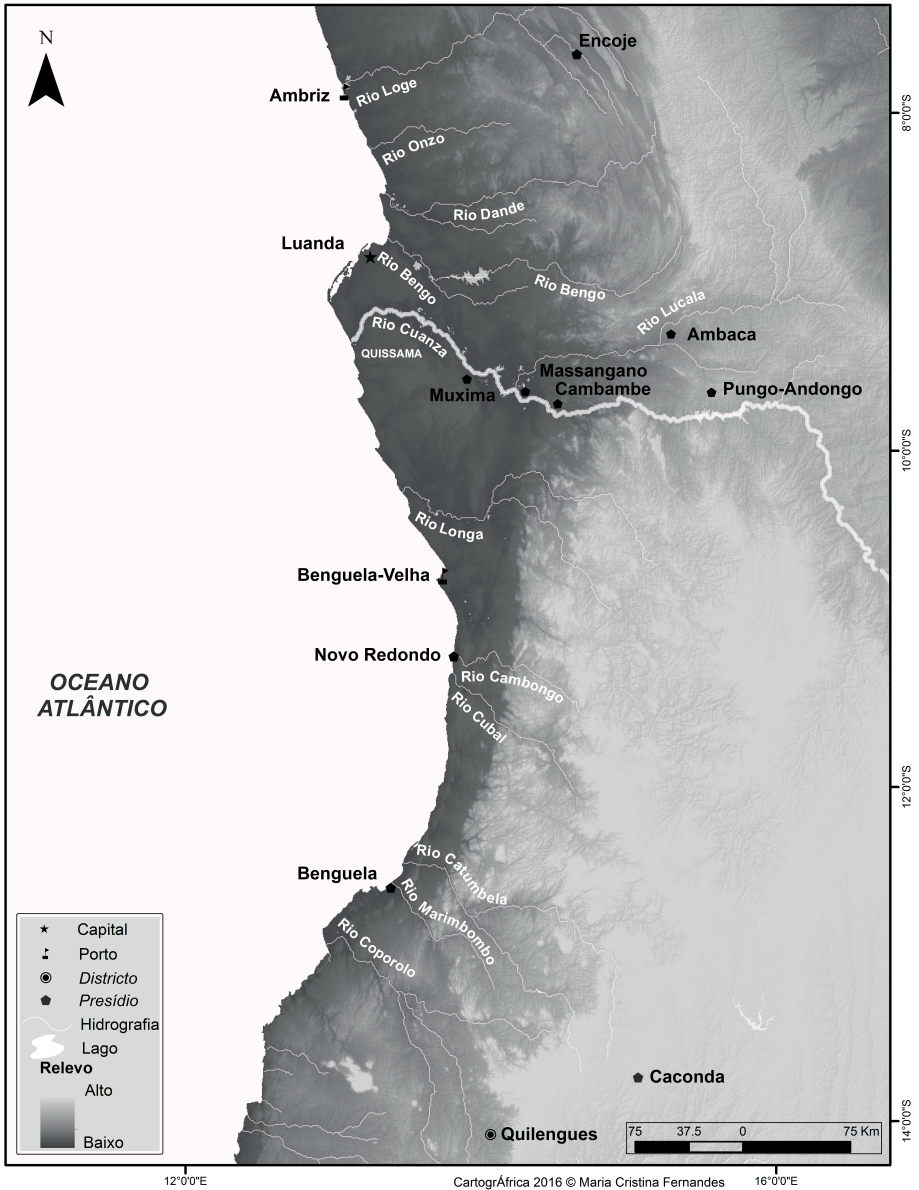 N
Encoje
Ambriz
Rio Loge
8°0'0"S
Rio Onzo
Rio Dande
Luanda
Rio Bengo
Rio Bengo
Rio Lucala
Rio Cuanza
Ambaca
QUISSAMA
Massangano
Muxima
Cambambe
Pungo-Andongo
10°0'0"S
Rio Longa
Benguela-Velha
Novo Redondo
Rio Cambongo
OCEANO
ATLÂNTICO
Rio Cubal
12°0'0"S
Rio Catumbela
Benguela
Rio Marimbombo
Rio Coporolo
Capital
Porto
Districto
Presídio
Hidrografia
Lago
Relevo
Alto
Baixo
Caconda
Quilengues
75 37.5 0 75 Km
14°0'0"S
12°0'0"E
16°0'0"E
CartogrÁfrica 2016 © Maria Cristina Fernandes